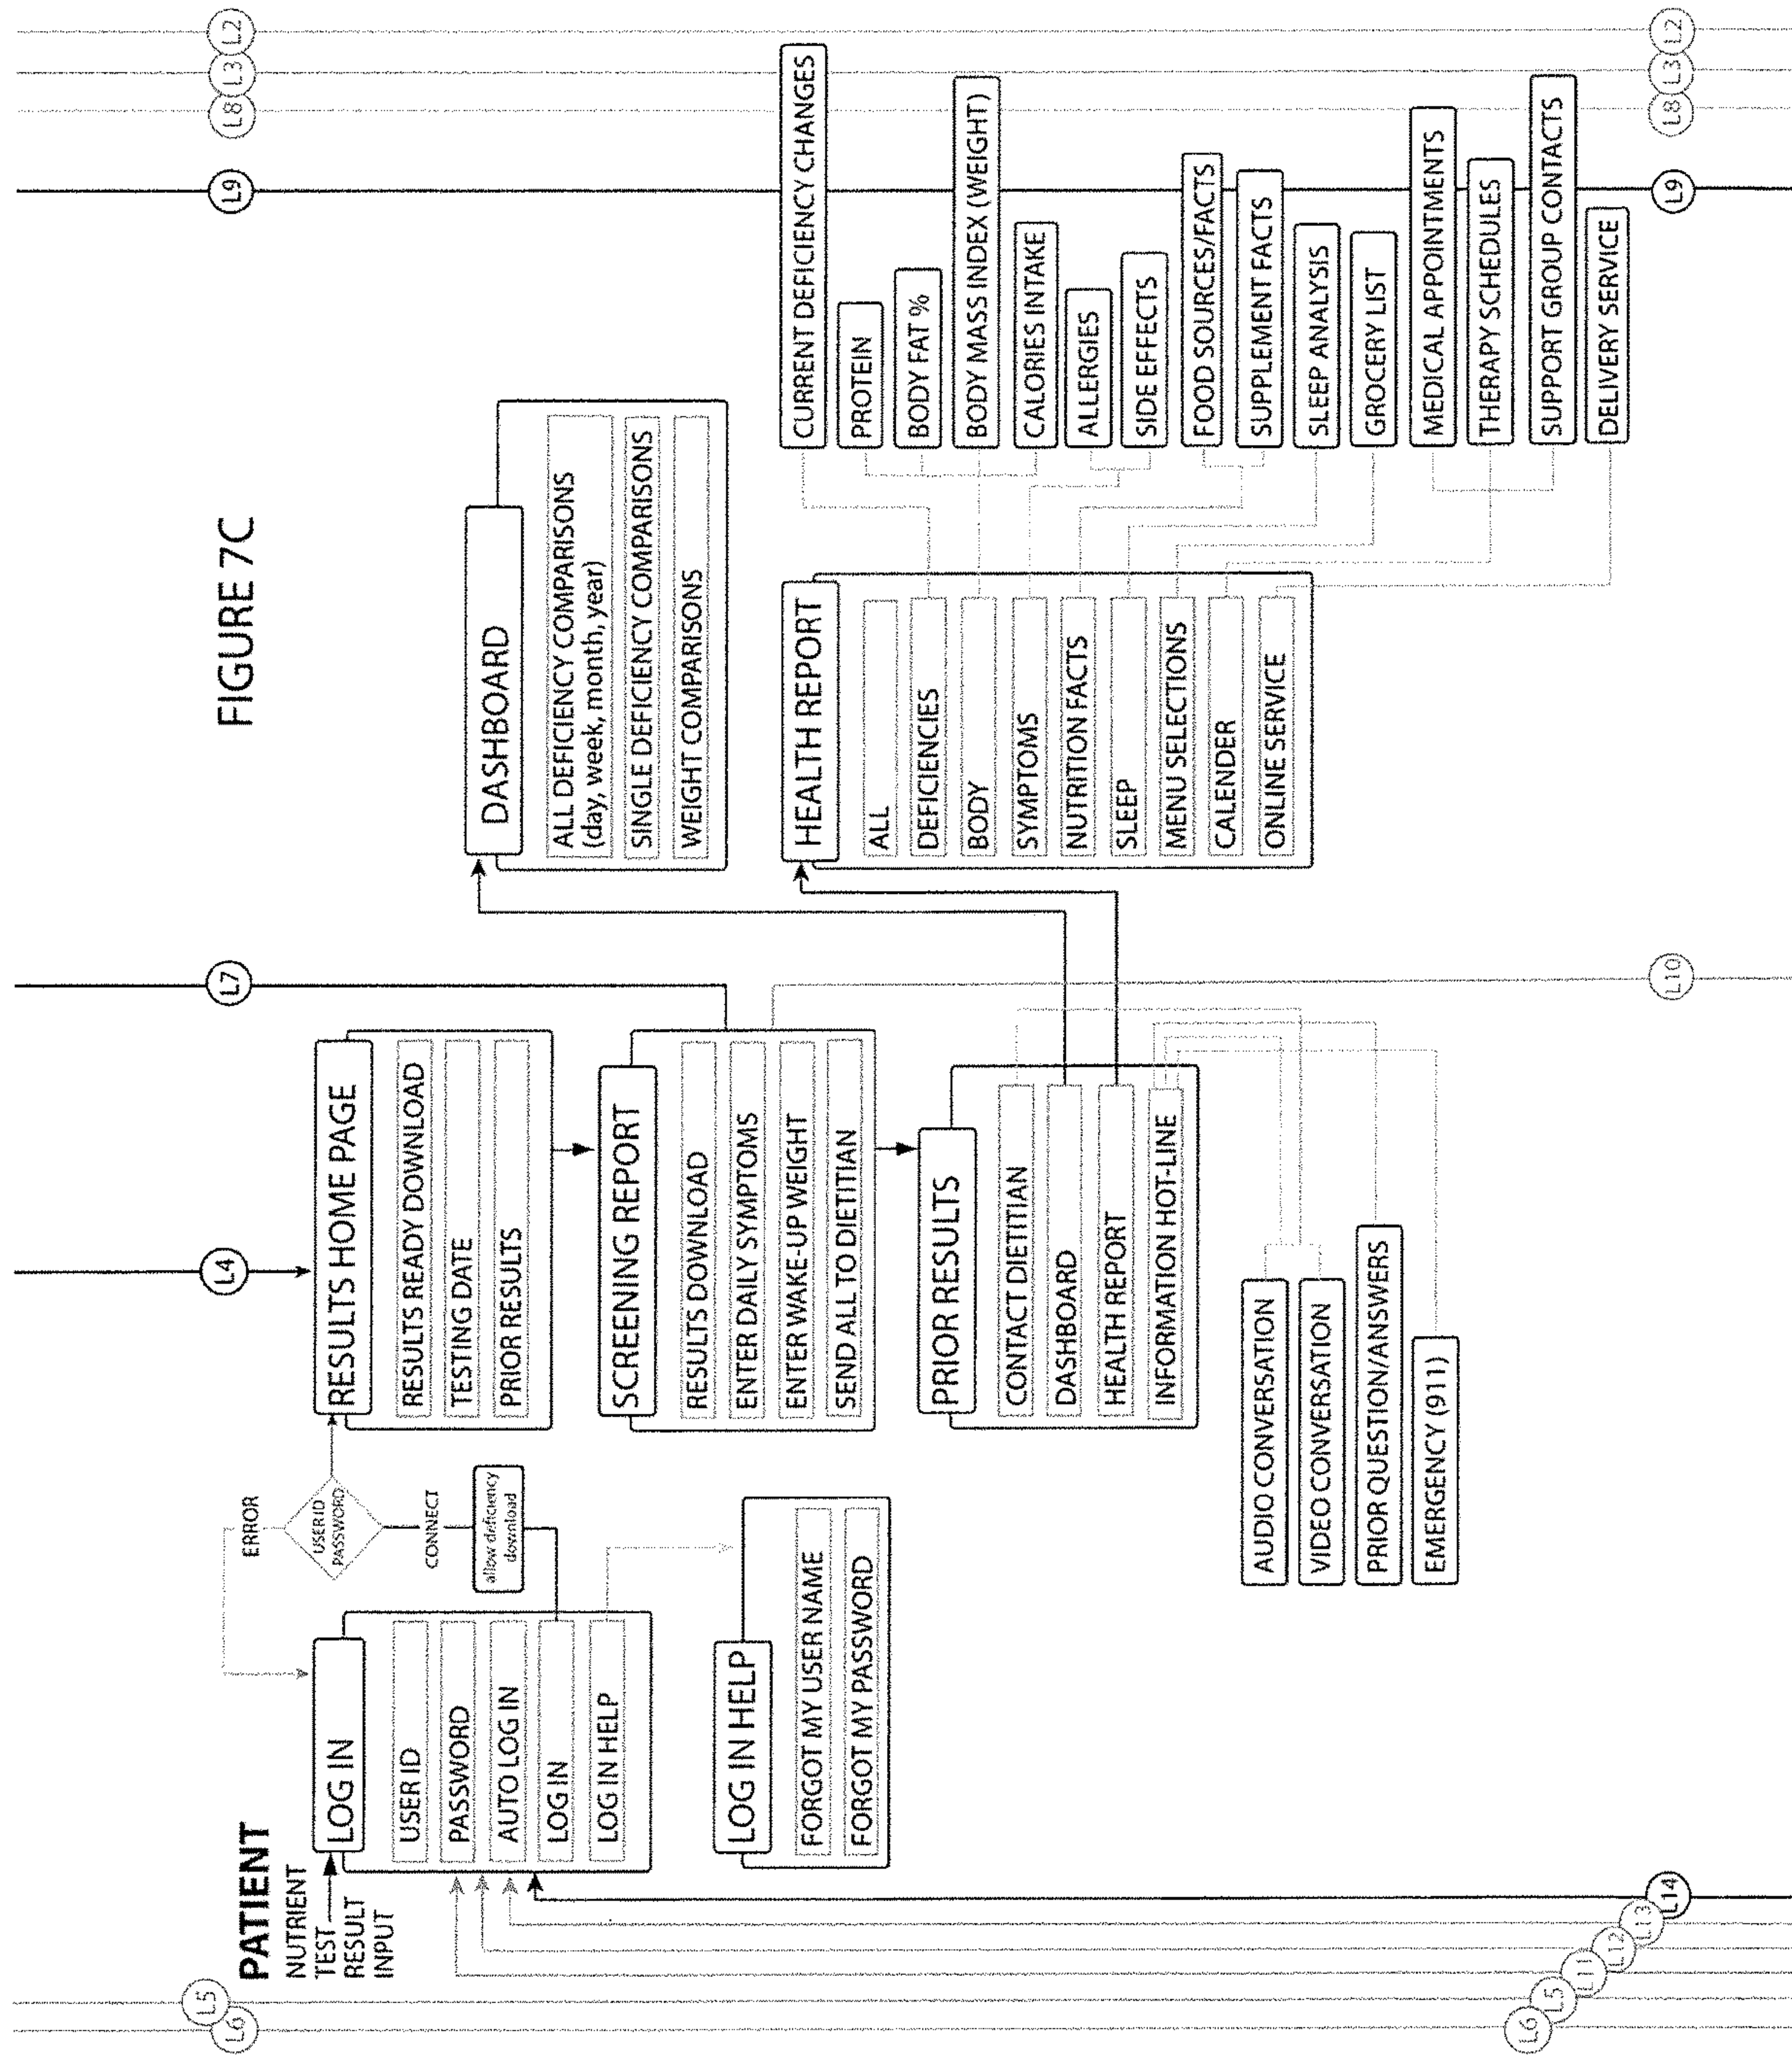 FIGURE 7C
PATIENT
NUTRIENT
TEST
RESULT
INPUT
LOG IN
USER ID
PASSWORD
AUTO LOG IN
LOG IN
LOG IN HELP
LOG IN HELP
FORGOT MY USER NAME
FORGOT MY PASSWORD
ERROR
USER ID
PASSWORD
CONNECT
allow deficiency
download
RESULTS HOME PAGE
RESULTS READY DOWNLOAD
TESTING DATE
PRIOR RESULTS
SCREENING REPORT
RESULTS DOWNLOAD
ENTER DAILY SYMPTOMS
ENTER WAKE-UP WEIGHT
SEND ALL TO DIETITIAN
PRIOR RESULTS
CONTACT DIETITIAN
DASHBOARD
HEALTH REPORT
INFORMATION HOT-LINE
AUDIO CONVERSATION
VIDEO CONVERSATION
PRIOR QUESTION/ANSWERS
EMERGENCY (911)
DASHBOARD
ALL DEFICIENCY COMPARISONS
(day, week, month, year)
SINGLE DEFICIENCY COMPARISONS
WEIGHT COMPARISONS
HEALTH REPORT
ALL
DEFICIENCIES
BODY
SYMPTOMS
NUTRITION FACTS
SLEEP
MENU SELECTIONS
CALENDER
ONLINE SERVICE
CURRENT DEFICIENCY CHANGES
PROTEIN
BODY FAT %
BODY MASS INDEX (WEIGHT)
CALORIES INTAKE
ALLERGIES
SIDE EFFECTS
FOOD SOURCES/FACTS
SUPPLEMENT FACTS
SLEEP ANALYSIS
GROCERY LIST
MEDICAL APPOINTMENTS
THERAPY SCHEDULES
SUPPORT GROUP CONTACTS
DELIVERY SERVICE
L2
L3
L8
L9
L7
L4
L5
L6
L2
L3
L8
L9
L10
L14
L13
L12
L11
L5
L6